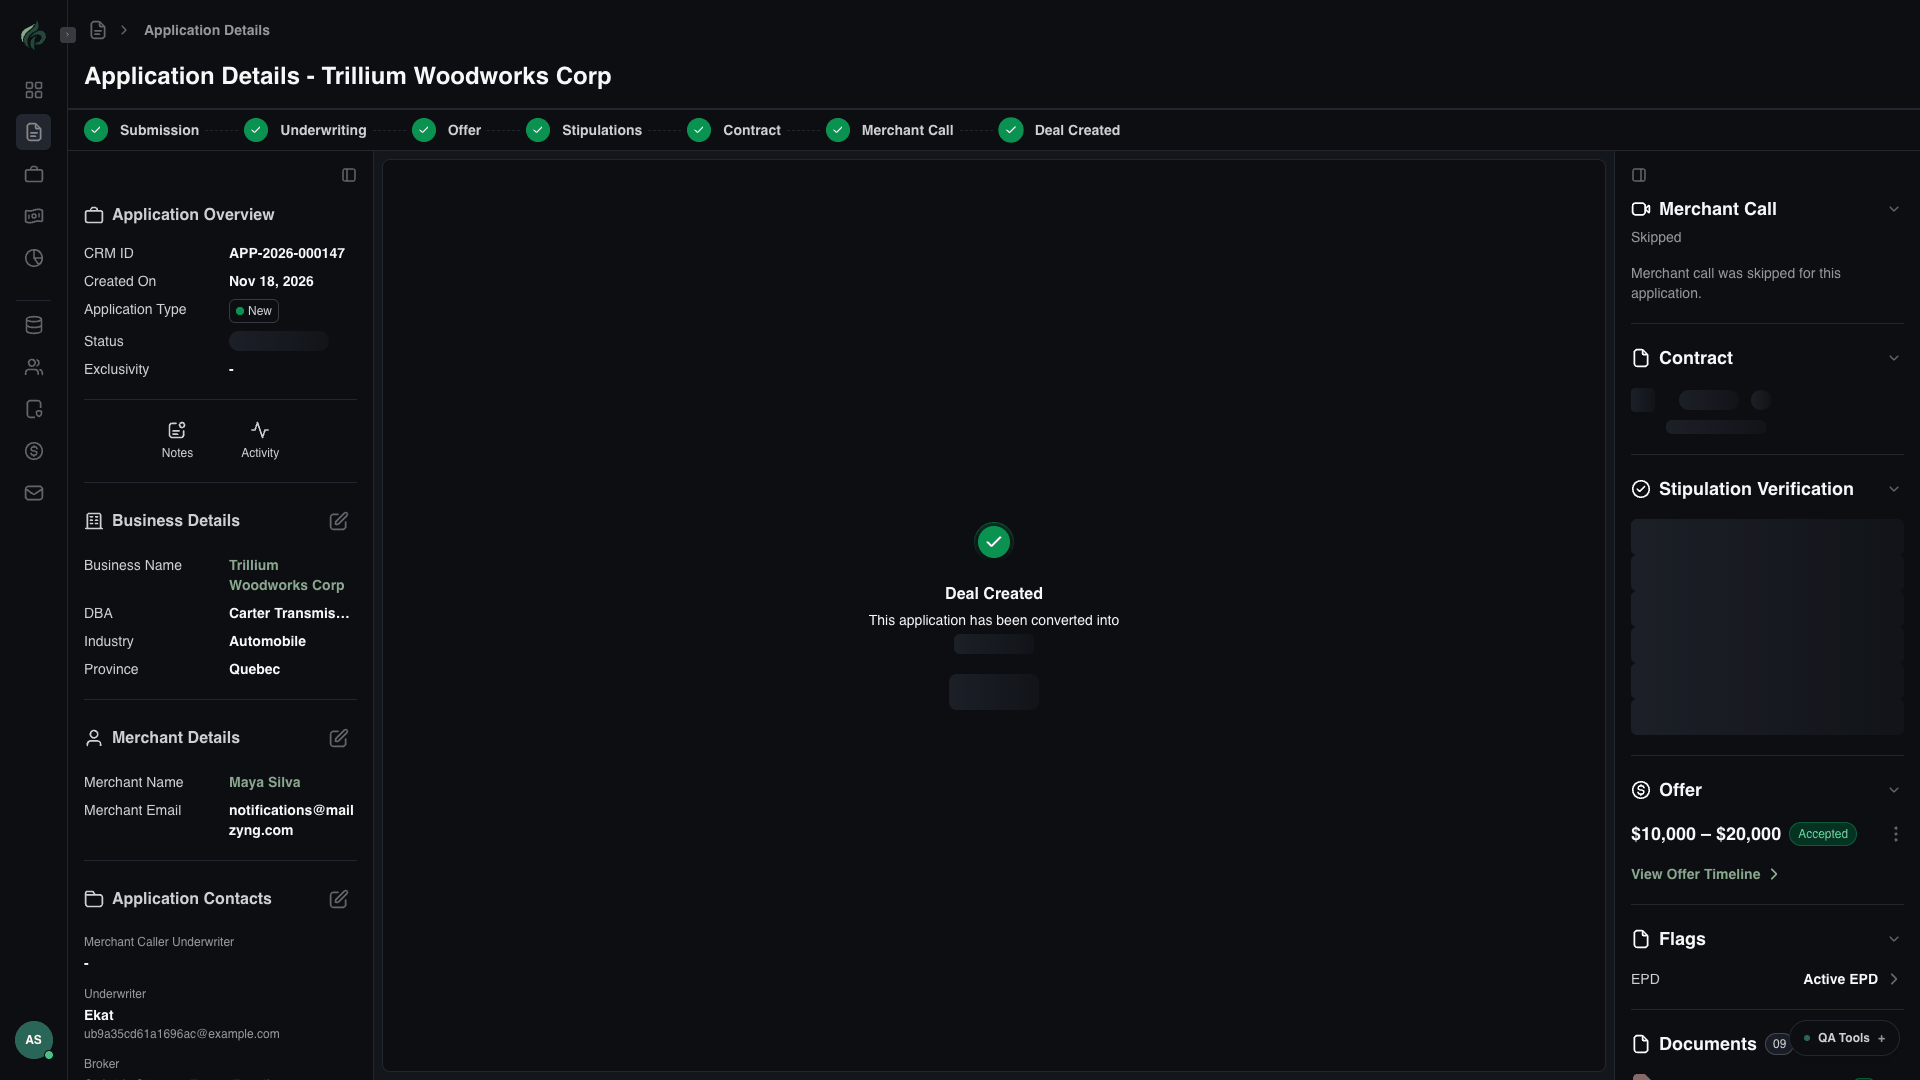 Application Details
Application Details - Trillium Woodworks Corp
Submission
Underwriting
Offer
Stipulations
Contract
Merchant Call
Deal Created
Application Overview
CRM ID
APP-2026-000147
Created On
Nov 18, 2026
Application Type
New
Status
Exclusivity
-
Notes
Activity
Business Details
Business Name
Trillium
Woodworks Corp
DBA
Carter Transmis...
Industry
Automobile
Province
Quebec
Merchant Details
Merchant Name
Maya Silva
Merchant Email
notifications@mail
zyng.com
Application Contacts
Merchant Caller Underwriter
-
Underwriter
Ekat
ub9a35cd61a1696ac@example.com
Broker
AS
Deal Created
This application has been converted into
Merchant Call
Skipped
Merchant call was skipped for this
application.
Contract
Stipulation Verification
Offer
$10,000 – $20,000
Accepted
View Offer Timeline
Flags
EPD
Active EPD
Documents
09
QA Tools +